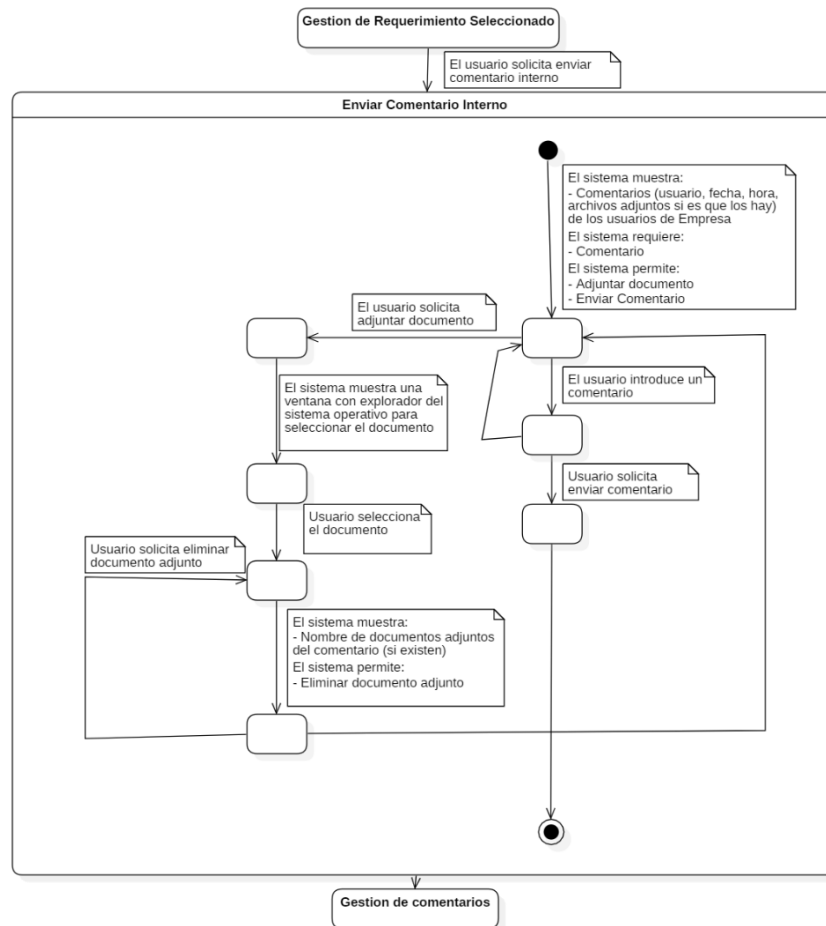 Gestion de Requerimiento Seleccionado
El usuario solicita enviar
comentario interno
Enviar Comentario Interno
El sistema muestra:
- Comentarios (usuario, fecha, hora,
archivos adjuntos si es que los hay)
de los usuarios de Empresa
El sistema requiere:
- Comentario
El sistema permite:
- Adjuntar documento
- Enviar Comentario
El usuario solicita
adjuntar documento
El sistema muestra una
ventana con explorador del
sistema operativo para
seleccionar el documento
El usuario introduce un
comentario
Usuario solicita
enviar comentario
Usuario selecciona
el documento
Usuario solicita eliminar
documento adjunto
El sistema muestra:
- Nombre de documentos adjuntos
del comentario (si existen)
El sistema permite:
- Eliminar documento adjunto
Gestion de comentarios